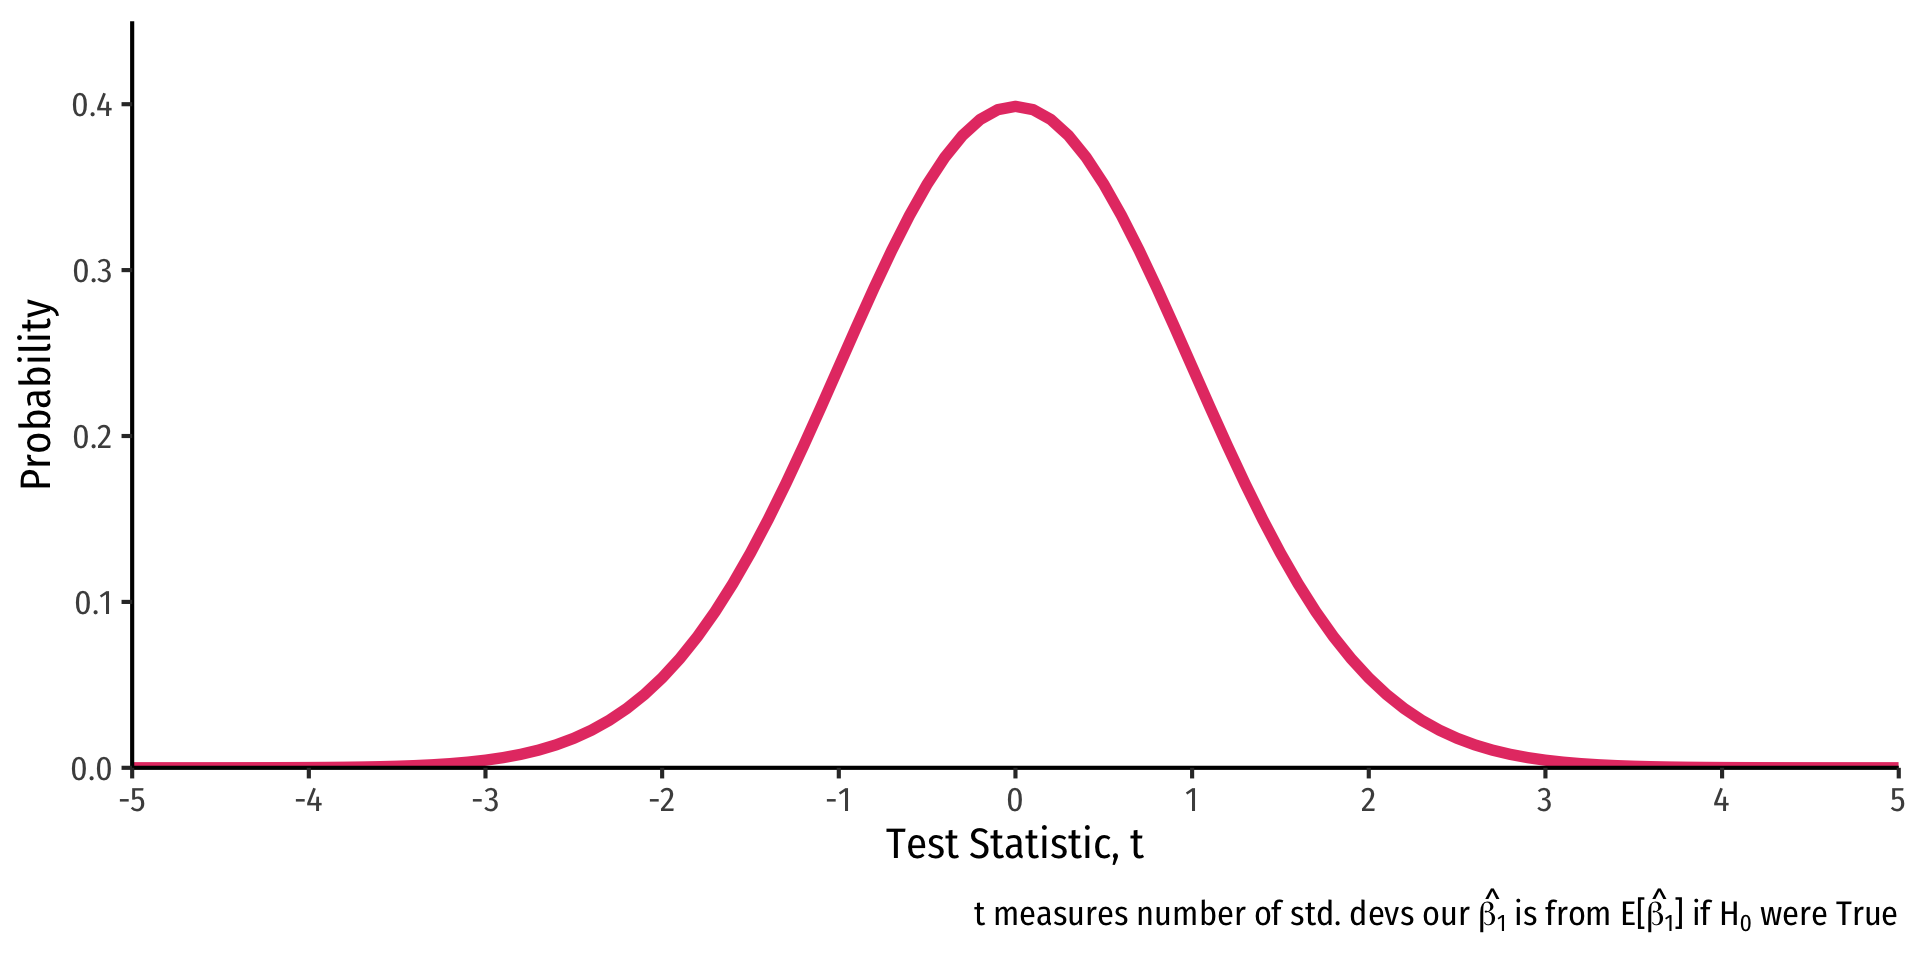 0.4
0.3
0.2
0.1
0.0
Probability
-5 -4 -3 -2 -1 0 1 2 3 4 5
Test Statistic, t
t measures number of std. devs our β̂₁ is from E[β̂₁] if H₀ were True